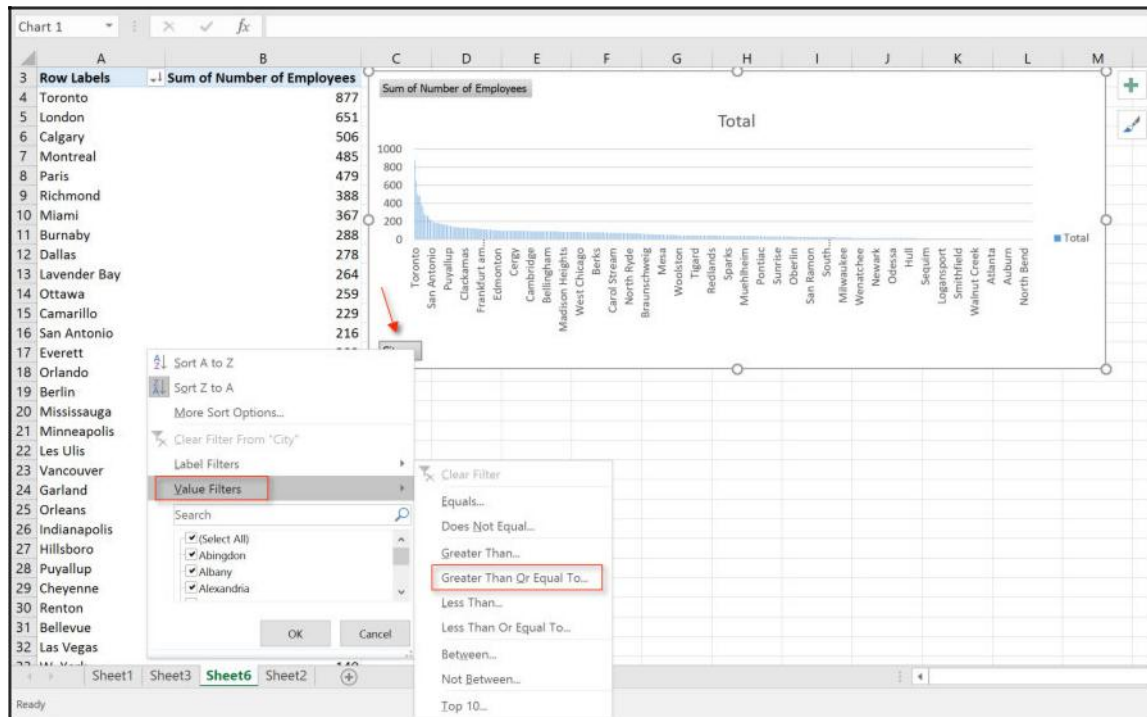 Chart 1
fx
A B C D E F G H I J K L M
3 Row Labels Sum of Number of Employees
4 Toronto 877
5 London 651
6 Calgary 506
7 Montreal 485
8 Paris 479
9 Richmond 388
10 Miami 367
11 Burnaby 288
12 Dallas 278
13 Lavender Bay 264
14 Ottawa 259
15 Camarillo 229
16 San Antonio 216
17 Everett
18 Orlando
19 Berlin
20 Mississauga
21 Minneapolis
22 Les Ulis
23 Vancouver
24 Garland
25 Orleans
26 Indianapolis
27 Hillsboro
28 Puyallup
29 Cheyenne
30 Renton
31 Bellevue
32 Las Vegas
Sum of Number of Employees
Total
1000
800
600
400
200
0
Toronto
San Antonio
Puyallup
Clackamas
Frankfurt am...
Edmonton
Cergy
Cambridge
Bellingham
Madison Heights
West Chicago
Berks
Carol Stream
North Ryde
Braunschweig
Mesa
Woolston
Tigard
Redlands
Sparks
Muehlheim
Pontiac
Sunrise
Oberlin
San Ramon
South...
Milwaukee
Wenatchee
Newark
Odessa
Hull
Sequim
Logansport
Smithfield
Walnut Creek
Atlanta
Auburn
North Bend
Total
Sort A to Z
Sort Z to A
More Sort Options...
Clear Filter From "City"
Label Filters
Value Filters
Search
(Select All)
Abingdon
Albany
Alexandria
OK Cancel
Clear Filter
Equals...
Does Not Equal...
Greater Than...
Greater Than Or Equal To...
Less Than...
Less Than Or Equal To...
Between...
Not Between...
Top 10...
Sheet1 Sheet3 Sheet6 Sheet2
Ready